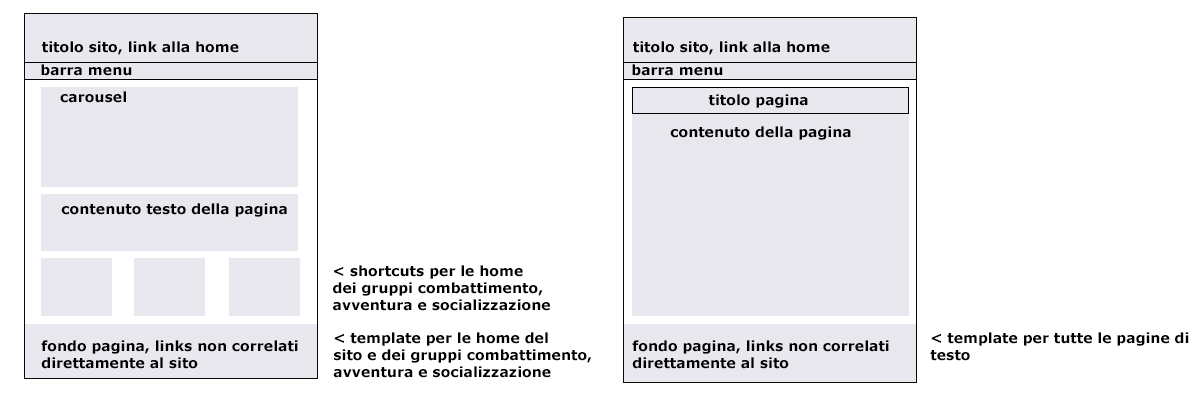 titolo sito, link alla home
barra menu
carousel
contenuto testo della pagina
< shortcuts per le home
dei gruppi combattimento,
avventura e socializzazione
fondo pagina, links non correlati
direttamente al sito
< template per le home del
sito e dei gruppi combattimento,
avventura e socializzazione
titolo sito, link alla home
barra menu
titolo pagina
contenuto della pagina
fondo pagina, links non correlati
direttamente al sito
< template per tutte le pagine di
testo